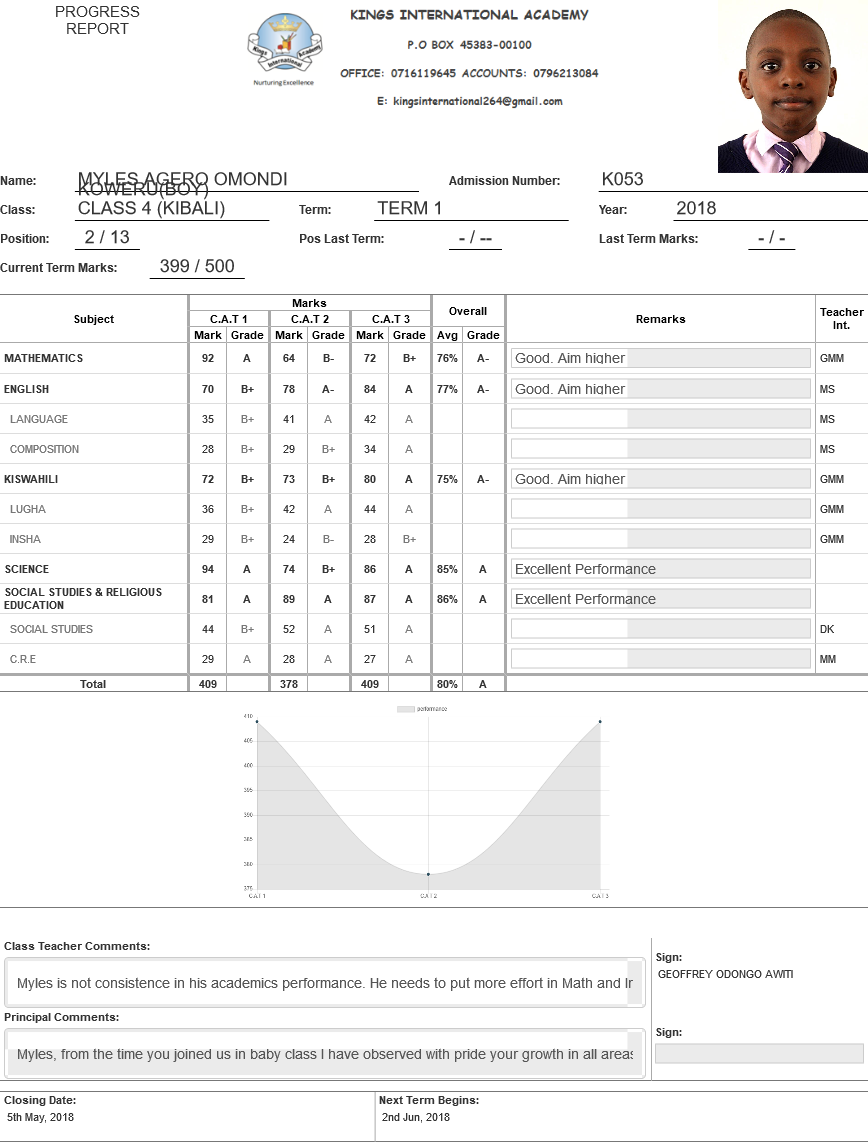 PROGRESS
REPORT
KINGS INTERNATIONAL ACADEMY
P.O BOX 45383-00100
OFFICE: 0716119645 ACCOUNTS: 0796213084
E: kingsinternational264@gmail.com
Kings International Academy
Nurturing Excellence
Name: MYLES AGERO OMONDI Admission Number: K053
KOWERU(BOY)
Class: CLASS 4 (KIBALI) Term: TERM 1 Year: 2018
Position: 2 / 13 Pos Last Term: - / -- Last Term Marks: - / -
Current Term Marks: 399 / 500
Subject Marks Overall Remarks Teacher Int.
C.A.T 1 C.A.T 2 C.A.T 3
Mark Grade Mark Grade Mark Grade Avg Grade
MATHEMATICS 92 A 64 B- 72 B+ 76% A- Good. Aim higher GMM
ENGLISH 70 B+ 78 A- 84 A 77% A- Good. Aim higher MS
LANGUAGE 35 B+ 41 A 42 A MS
COMPOSITION 28 B+ 29 B+ 34 A MS
KISWAHILI 72 B+ 73 B+ 80 A 75% A- Good. Aim higher GMM
LUGHA 36 B+ 42 A 44 A GMM
INSHA 29 B+ 24 B- 28 B+ GMM
SCIENCE 94 A 74 B+ 86 A 85% A Excellent Performance
SOCIAL STUDIES & RELIGIOUS
EDUCATION 81 A 89 A 87 A 86% A Excellent Performance
SOCIAL STUDIES 44 B+ 52 A 51 A DK
C.R.E 29 A 28 A 27 A MM
Total 409 378 409 80% A
performance
410
405
400
395
390
385
380
375
C.A.T 1 C.A.T 2 C.A.T 3
Class Teacher Comments:
Myles is not consistence in his academics performance. He needs to put more effort in Math and
Sign:
GEOFFREY ODONGO AWITI
Principal Comments:
Myles, from the time you joined us in baby class I have observed with pride your growth in all areas
Sign:
Closing Date: Next Term Begins:
5th May, 2018 2nd Jun, 2018